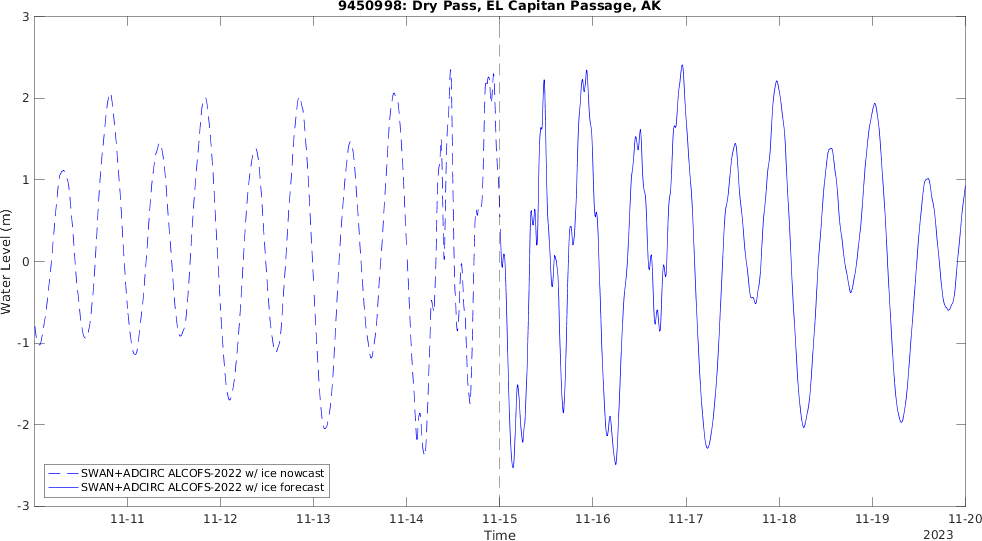 9450998: Dry Pass, EL Capitan Passage, AK
3
2
1
0
-1
-2
-3
Water Level (m)
SWAN+ADCIRC ALCOFS-2022 w/ ice nowcast
SWAN+ADCIRC ALCOFS-2022 w/ ice forecast
11-11 11-12 11-13 11-14 11-15 11-16 11-17 11-18 11-19 11-20
Time
2023